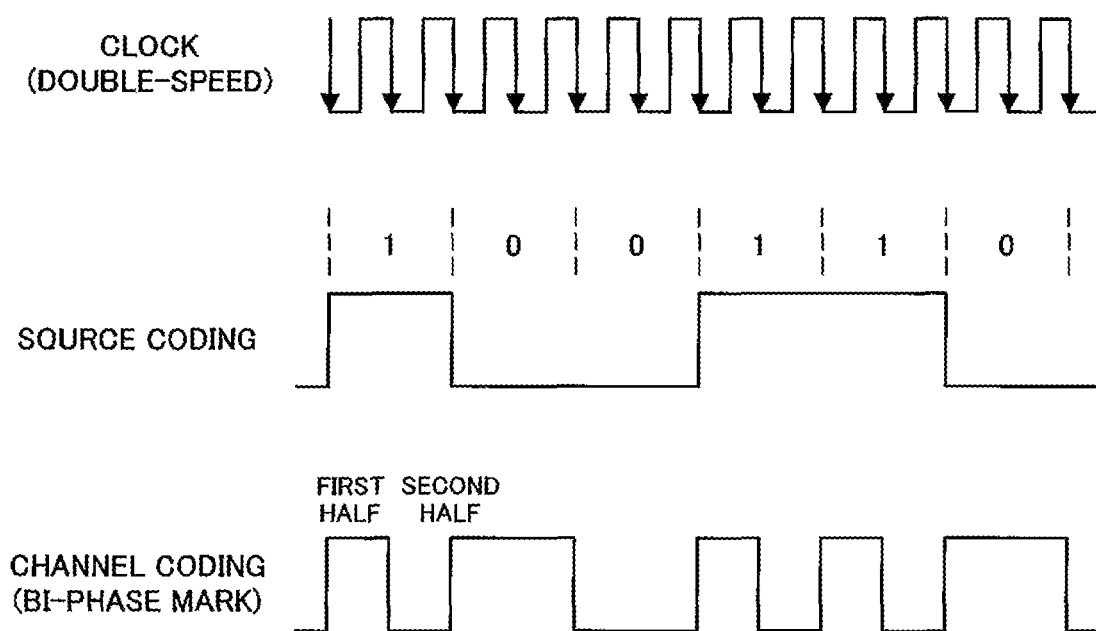 CLOCK
(DOUBLE-SPEED)
1 0 0 1 1 0
SOURCE CODING
FIRST SECOND
HALF HALF
CHANNEL CODING
(BI-PHASE MARK)